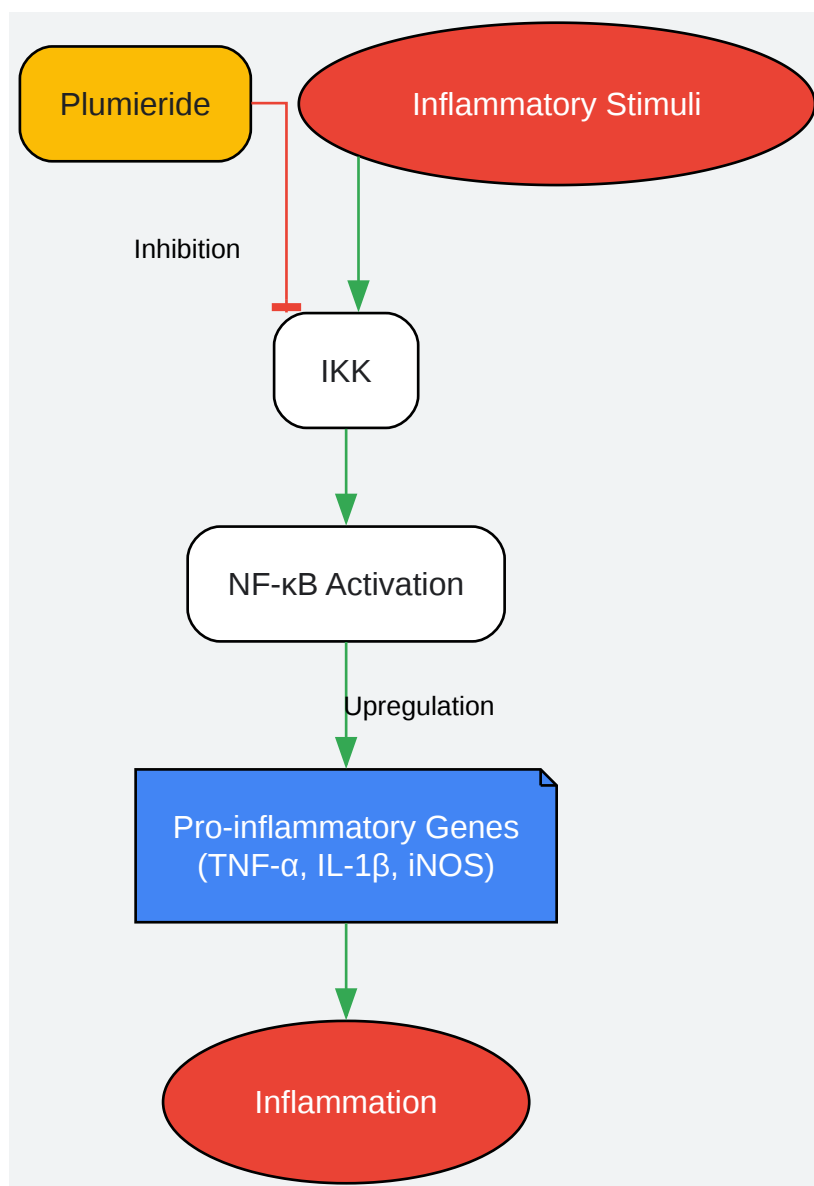 Plumieride
Inflammatory Stimuli
Inhibition
IKK
NF-κB Activation
Upregulation
Pro-inflammatory Genes
(TNF-α, IL-1β, iNOS)
Inflammation